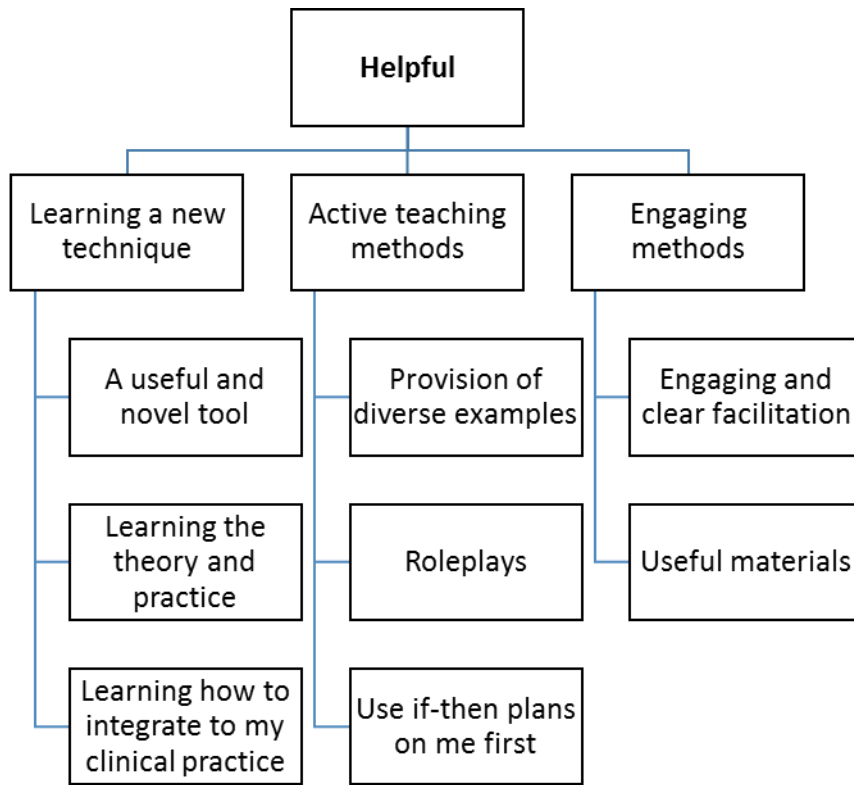 Helpful
Learning a new
technique
Active teaching
methods
Engaging
methods
A useful and
novel tool
Provision of
diverse examples
Engaging and
clear facilitation
Learning the
theory and
practice
Roleplays
Useful materials
Learning how to
integrate to my
clinical practice
Use if-then plans
on me first